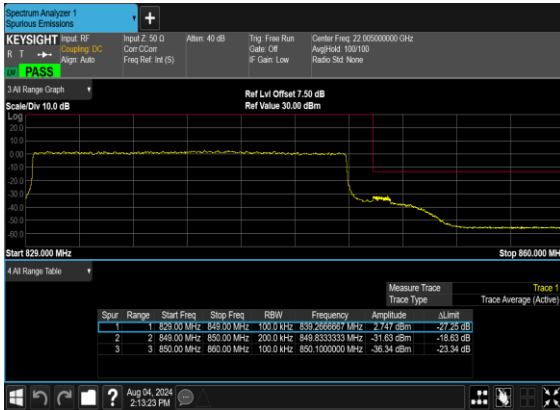 Spectrum Analyzer 1
Spurious Emissions
KEYSIGHT
R T
PASS
Input: RF
Coupling: DC
Align: Auto
Input Z: 50 Ω
Corr CCorr
Freq Ref: Int (S)
Atten: 40 dB
Trig: Free Run
Gate: Off
IF Gain: Low
Center Freq: 22.005000000 GHz
Avg|Hold: 100/100
Radio Std: None
3 All Range Graph
Scale/Div 10.0 dB
Ref Lvl Offset 7.50 dB
Ref Value 30.00 dBm
Log
20.0
10.0
0.00
-10.0
-20.0
-30.0
-40.0
-50.0
-60.0
Start 829.000 MHz
Stop 860.000 MH
4 All Range Table
Measure Trace Trace 1
Trace Type Trace Average (Active)
Spur Range Start Freq Stop Freq RBW Frequency Amplitude ΔLimit
1 1 829.00 MHz 849.00 MHz 100.0 kHz 839.2666667 MHz 2.747 dBm -27.25 dB
2 2 849.00 MHz 850.00 MHz 200.0 kHz 849.8333333 MHz -31.63 dBm -18.63 dB
3 3 850.00 MHz 860.00 MHz 100.0 kHz 850.1000000 MHz -36.34 dBm -23.34 dB
Aug 04, 2024
2:13:23 PM